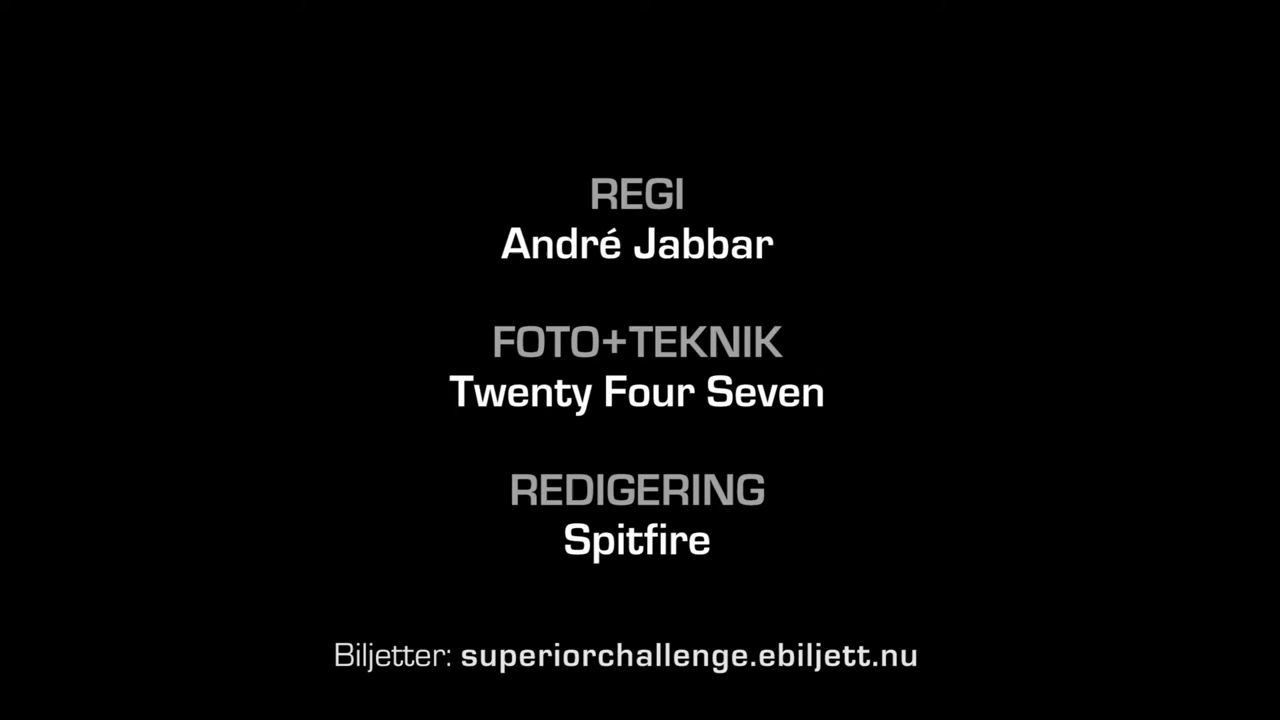 REGI
André Jabbar
FOTO+TEKNIK
Twenty Four Seven
REDIGERING
Spitfire
Biljetter: superiorchallenge.ebiljett.nu